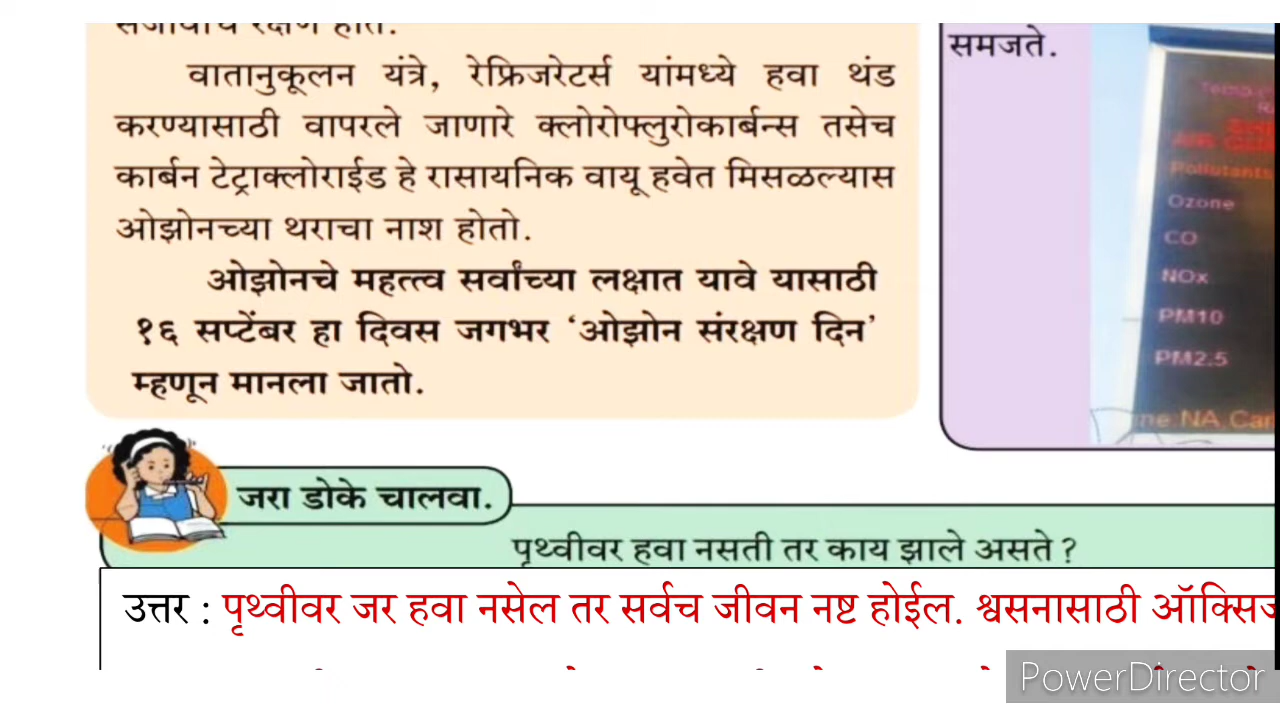 वातानुकूलन यंत्रे, रेफ्रिजरेटर्स यांमध्ये हवा थंड
करण्यासाठी वापरले जाणारे क्लोरोफ्लुरोकार्बन्स तसेच
कार्बन टेट्राक्लोराईड हे रासायनिक वायू हवेत मिसळल्यास
ओझोनच्या थराचा नाश होतो.
ओझोनचे महत्त्व सर्वांच्या लक्षात यावे यासाठी
१६ सप्टेंबर हा दिवस जगभर ‘ओझोन संरक्षण दिन’
म्हणून मानला जातो.
समजते.
Pollutants
Ozone
CO
NOx
PM10
PM2.5
NA
जरा डोके चालवा.
पृथ्वीवर हवा नसती तर काय झाले असते ?
उत्तर : पृथ्वीवर जर हवा नसेल तर सर्वच जीवन नष्ट होईल. श्वसनासाठी
PowerDirector